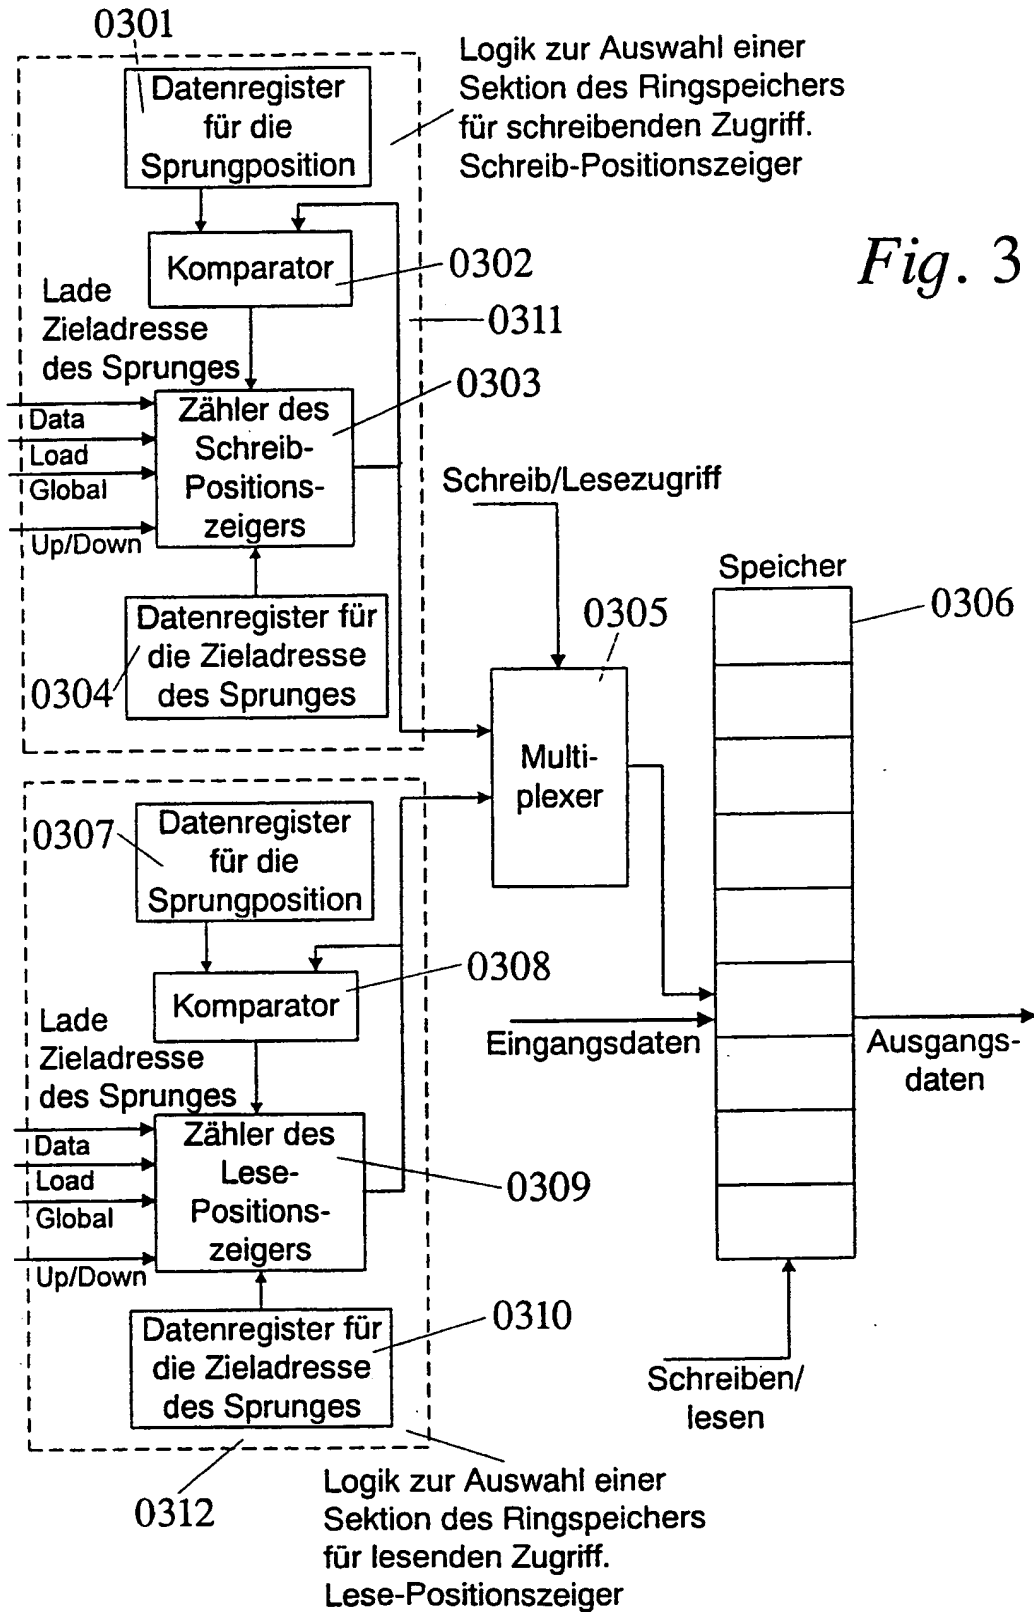 0301
Datenregister
für die
Sprungposition
Logik zur Auswahl einer
Sektion des Ringspeichers
für schreibenden Zugriff.
Schreib-Positionszeiger
Fig. 3
Komparator
0302
0311
Lade
Zieladresse
des Sprunges
0303
Data
Load
Global
Up/Down
Zähler des
Schreib-
Positions-
zeigers
Datenregister für
die Zieladresse
des Sprunges
0304
Schreib/Lesezugriff
0305
Multi-
plexer
Speicher
0306
0307
Datenregister
für die
Sprungposition
Komparator
0308
Lade
Zieladresse
des Sprunges
Data
Load
Global
Up/Down
Zähler des
Lese-
Positions-
zeigers
0309
Eingangsdaten
Ausgangs-
daten
Datenregister für
die Zieladresse
des Sprunges
0310
Schreiben/
lesen
0312
Logik zur Auswahl einer
Sektion des Ringspeichers
für lesenden Zugriff.
Lese-Positionszeiger